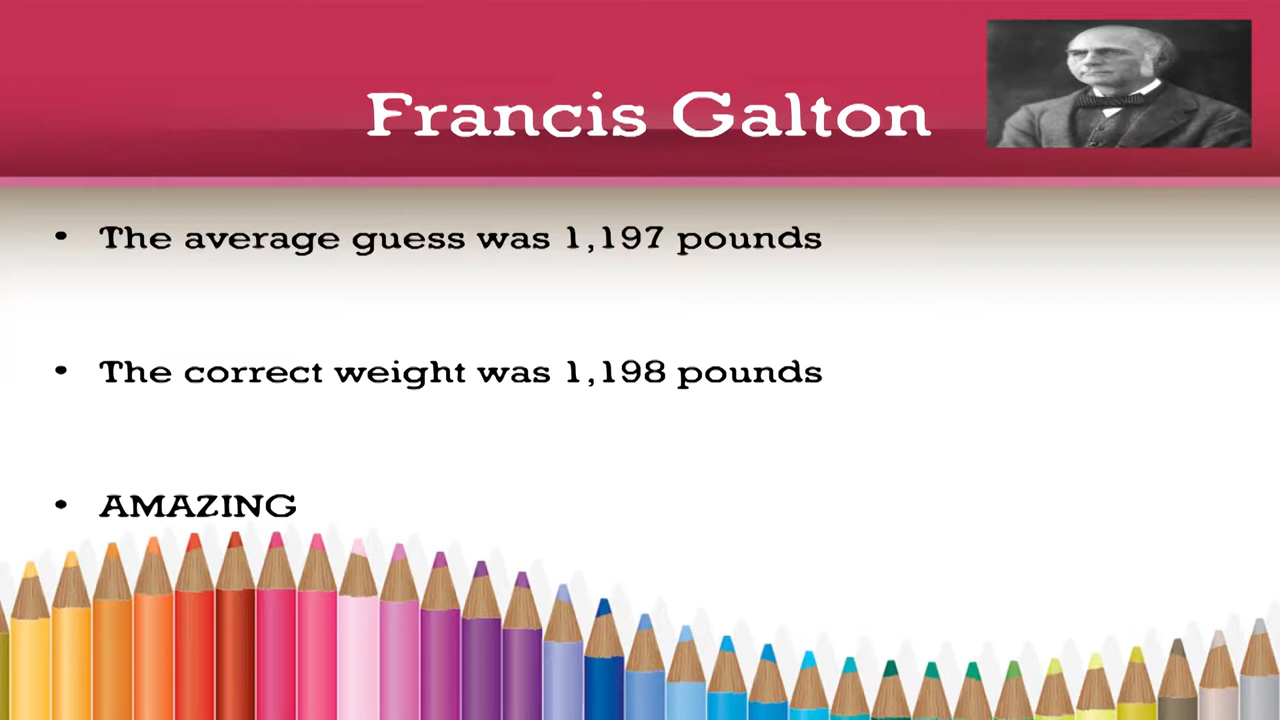 Francis Galton
• The average guess was 1,197 pounds
• The correct weight was 1,198 pounds
• AMAZING